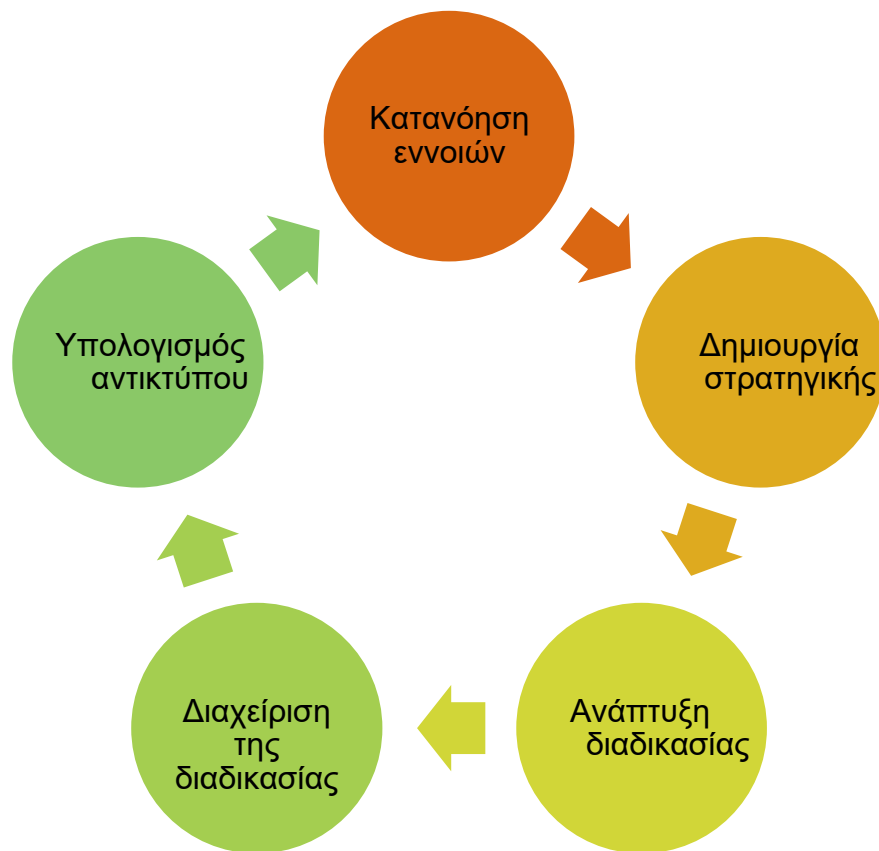 Κατανόηση
εννοιών
Δημιουργία
στρατηγικής
Ανάπτυξη
διαδικασίας
Διαχείριση
της
διαδικασίας
Υπολογισμός
αντικτύπου